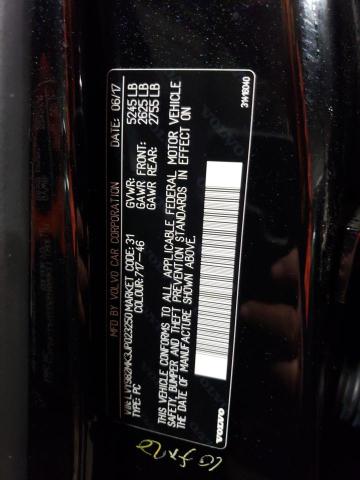 MFD BY VOLVO CAR CORPORATION DATE: 06/17
VIN: LVY982MK3JP023250 MARKET CODE: 31
COLOUR: 717-46
TYPE: PC
GVWR: 5245 LB
GAWR FRONT: 2625 LB
GAWR REAR: 2755 LB
THIS VEHICLE CONFORMS TO ALL APPLICABLE FEDERAL MOTOR VEHICLE
SAFETY, BUMPER AND THEFT PREVENTION STANDARDS IN EFFECT ON
THE DATE OF MANUFACTURE SHOWN ABOVE.
VOLVO
31418040